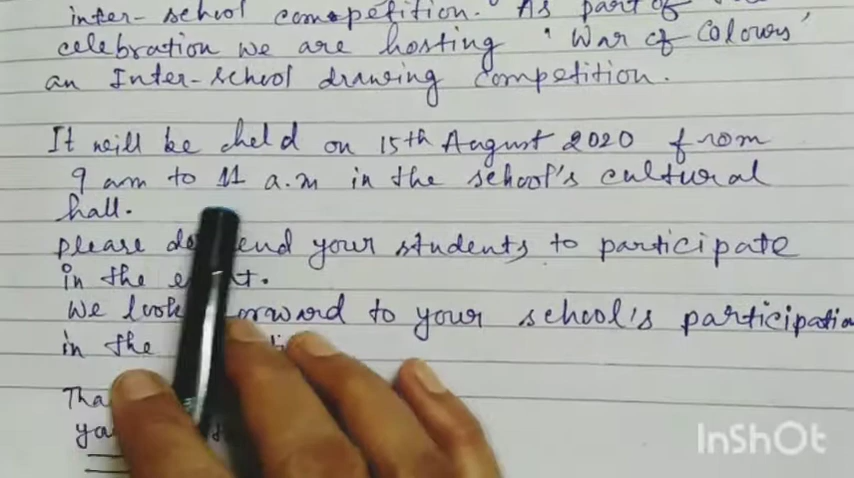 inter-school competition. As part of
celebration we are hosting 'War of Colours'
an Inter-school drawing competition.
It will be held on 15th August 2020 from
9 am to 11 a.m in the school's cultural
hall.
please do your students to participate
in the
We look forward to your school's participation
in the
InShOt